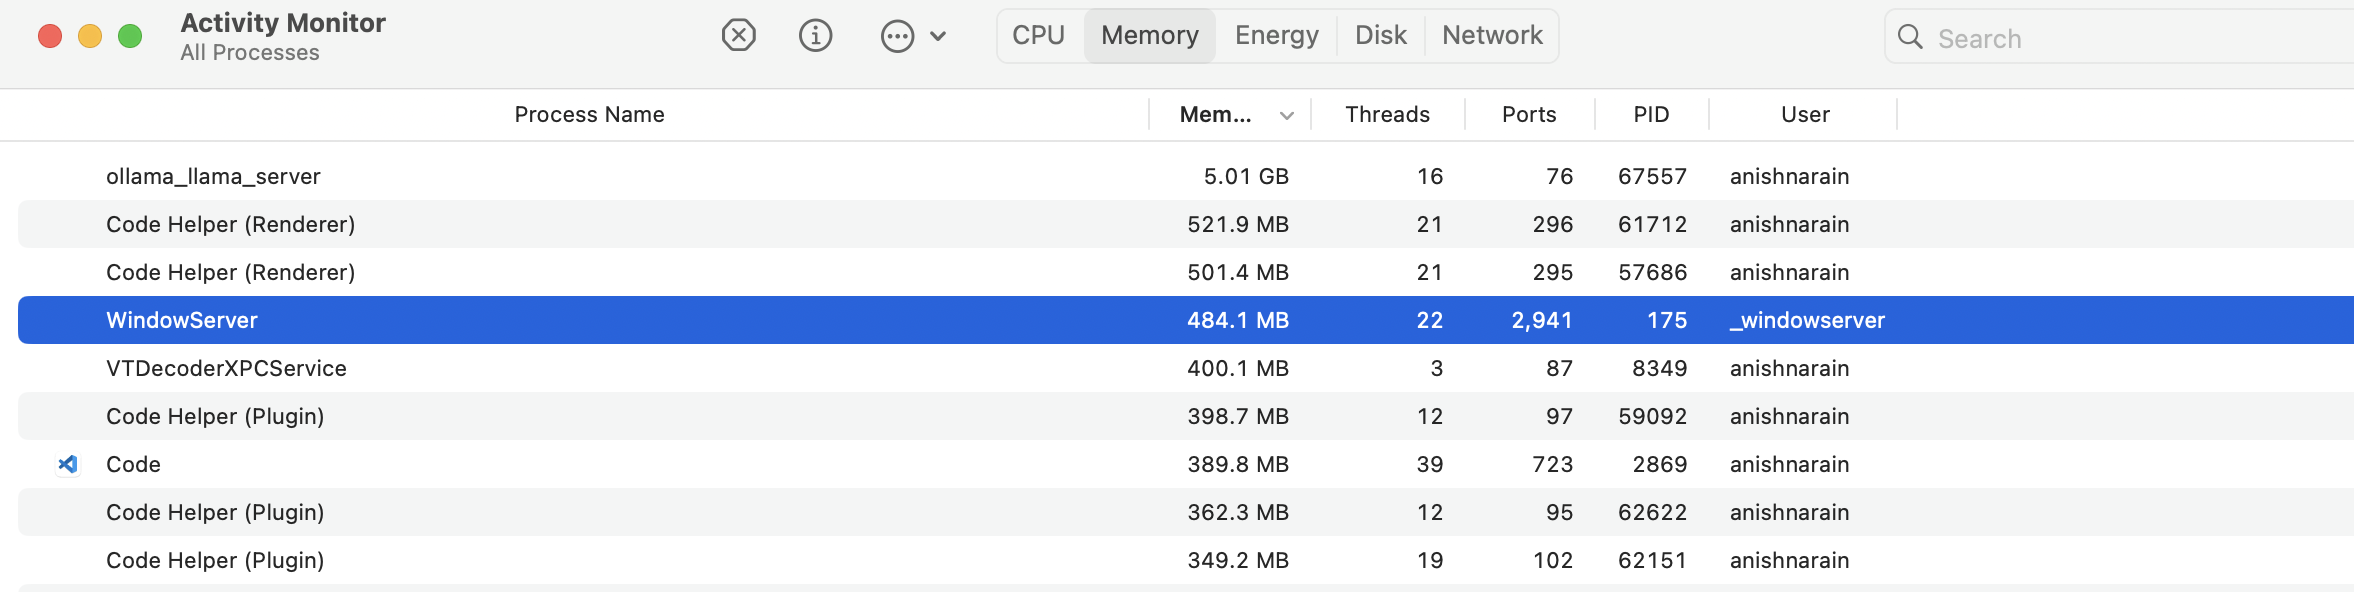 Activity Monitor
All Processes
CPU Memory Energy Disk Network
Search
Process Name Mem... Threads Ports PID User
ollama_llama_server 5.01 GB 16 76 67557 anishnarain
Code Helper (Renderer) 521.9 MB 21 296 61712 anishnarain
Code Helper (Renderer) 501.4 MB 21 295 57686 anishnarain
WindowServer 484.1 MB 22 2,941 175 _windowserver
VTDecoderXPCService 400.1 MB 3 87 8349 anishnarain
Code Helper (Plugin) 398.7 MB 12 97 59092 anishnarain
Code 389.8 MB 39 723 2869 anishnarain
Code Helper (Plugin) 362.3 MB 12 95 62622 anishnarain
Code Helper (Plugin) 349.2 MB 19 102 62151 anishnarain